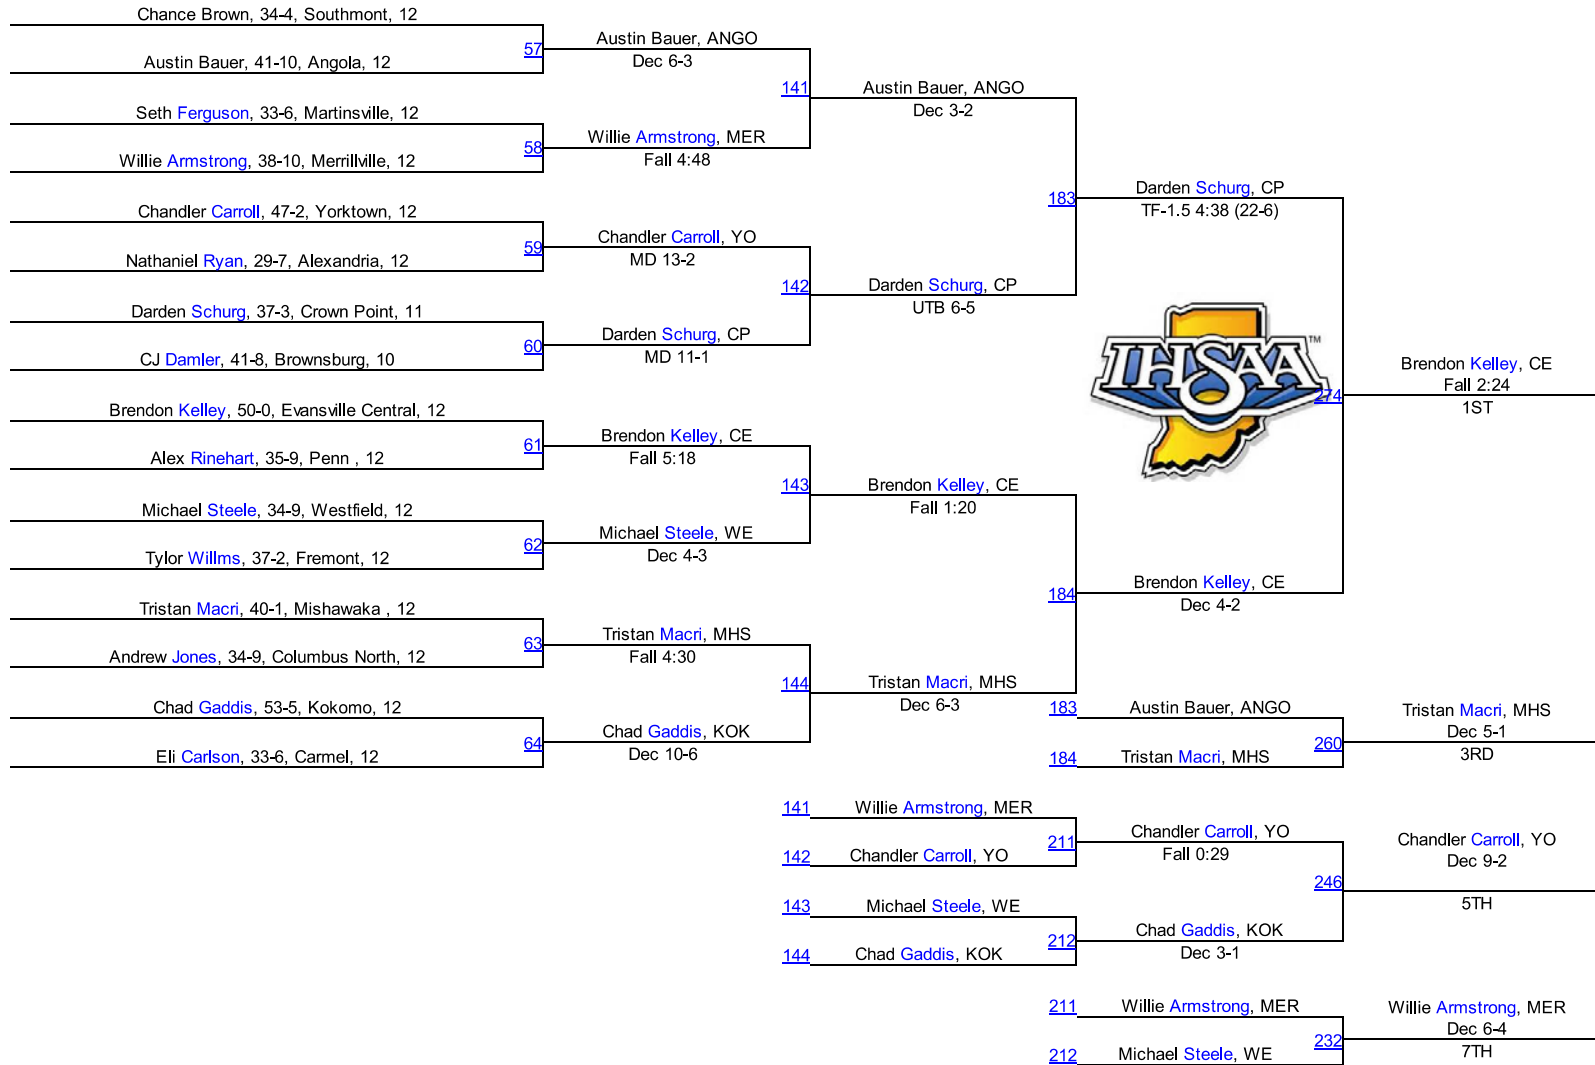 Chance Brown, 34-4, Southmont, 12
57
Austin Bauer, ANGO
Dec 6-3
Austin Bauer, 41-10, Angola, 12
141
Austin Bauer, ANGO
Dec 3-2
Seth Ferguson, 33-6, Martinsville, 12
58
Willie Armstrong, MER
Fall 4:48
Willie Armstrong, 38-10, Merrillville, 12
183
Darden Schurg, CP
TF-1.5 4:38 (22-6)
Chandler Carroll, 47-2, Yorktown, 12
59
Chandler Carroll, YO
MD 13-2
Nathaniel Ryan, 29-7, Alexandria, 12
142
Darden Schurg, CP
UTB 6-5
Darden Schurg, 37-3, Crown Point, 11
60
Darden Schurg, CP
MD 11-1
CJ Damler, 41-8, Brownsburg, 10
IHSAA™
274
Brendon Kelley, CE
Fall 2:24
1ST
Brendon Kelley, 50-0, Evansville Central, 12
61
Brendon Kelley, CE
Fall 5:18
Alex Rinehart, 35-9, Penn , 12
143
Brendon Kelley, CE
Fall 1:20
Michael Steele, 34-9, Westfield, 12
62
Michael Steele, WE
Dec 4-3
Tylor Willms, 37-2, Fremont, 12
184
Brendon Kelley, CE
Dec 4-2
Tristan Macri, 40-1, Mishawaka , 12
63
Tristan Macri, MHS
Fall 4:30
Andrew Jones, 34-9, Columbus North, 12
144
Tristan Macri, MHS
Dec 6-3
Chad Gaddis, 53-5, Kokomo, 12
64
Chad Gaddis, KOK
Dec 10-6
Eli Carlson, 33-6, Carmel, 12
183
Austin Bauer, ANGO
260
Tristan Macri, MHS
Dec 5-1
3RD
184
Tristan Macri, MHS
141
Willie Armstrong, MER
211
Chandler Carroll, YO
Fall 0:29
142
Chandler Carroll, YO
246
Chandler Carroll, YO
Dec 9-2
5TH
143
Michael Steele, WE
212
Chad Gaddis, KOK
Dec 3-1
144
Chad Gaddis, KOK
211
Willie Armstrong, MER
232
Willie Armstrong, MER
Dec 6-4
7TH
212
Michael Steele, WE